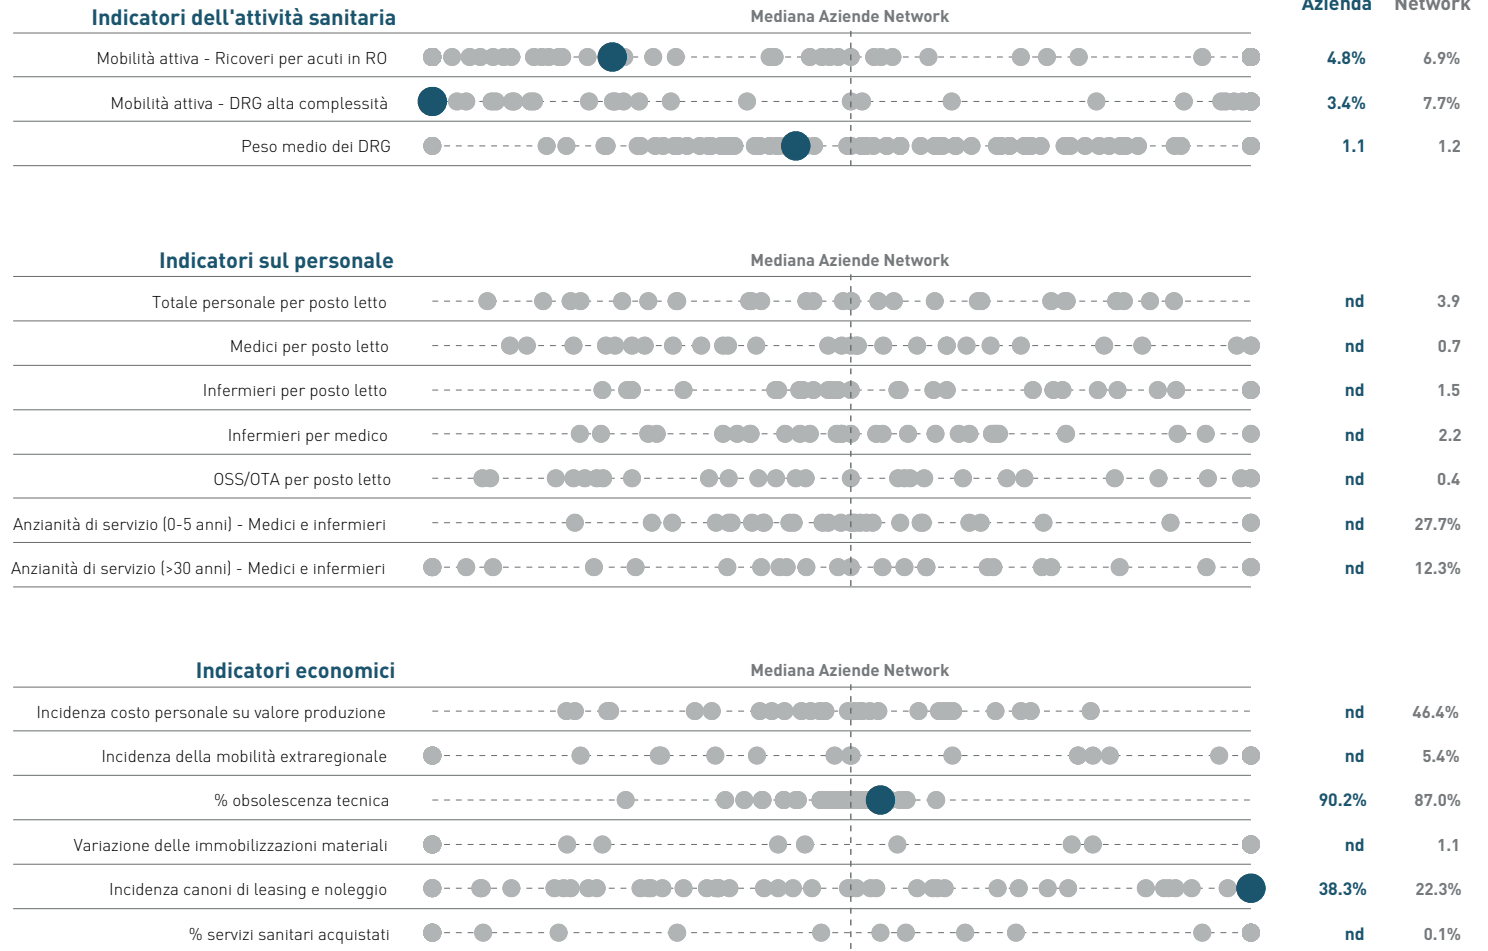 Azienda Network
Indicatori dell'attività sanitaria Mediana Aziende Network
Mobilità attiva - Ricoveri per acuti in RO 4.8% 6.9%
Mobilità attiva - DRG alta complessità 3.4% 7.7%
Peso medio dei DRG 1.1 1.2
Indicatori sul personale Mediana Aziende Network
Totale personale per posto letto nd 3.9
Medici per posto letto nd 0.7
Infermieri per posto letto nd 1.5
Infermieri per medico nd 2.2
OSS/OTA per posto letto nd 0.4
Anzianità di servizio (0-5 anni) - Medici e infermieri nd 27.7%
Anzianità di servizio (>30 anni) - Medici e infermieri nd 12.3%
Indicatori economici Mediana Aziende Network
Incidenza costo personale su valore produzione nd 46.4%
Incidenza della mobilità extraregionale nd 5.4%
% obsolescenza tecnica 90.2% 87.0%
Variazione delle immobilizzazioni materiali nd 1.1
Incidenza canoni di leasing e noleggio 38.3% 22.3%
% servizi sanitari acquistati nd 0.1%